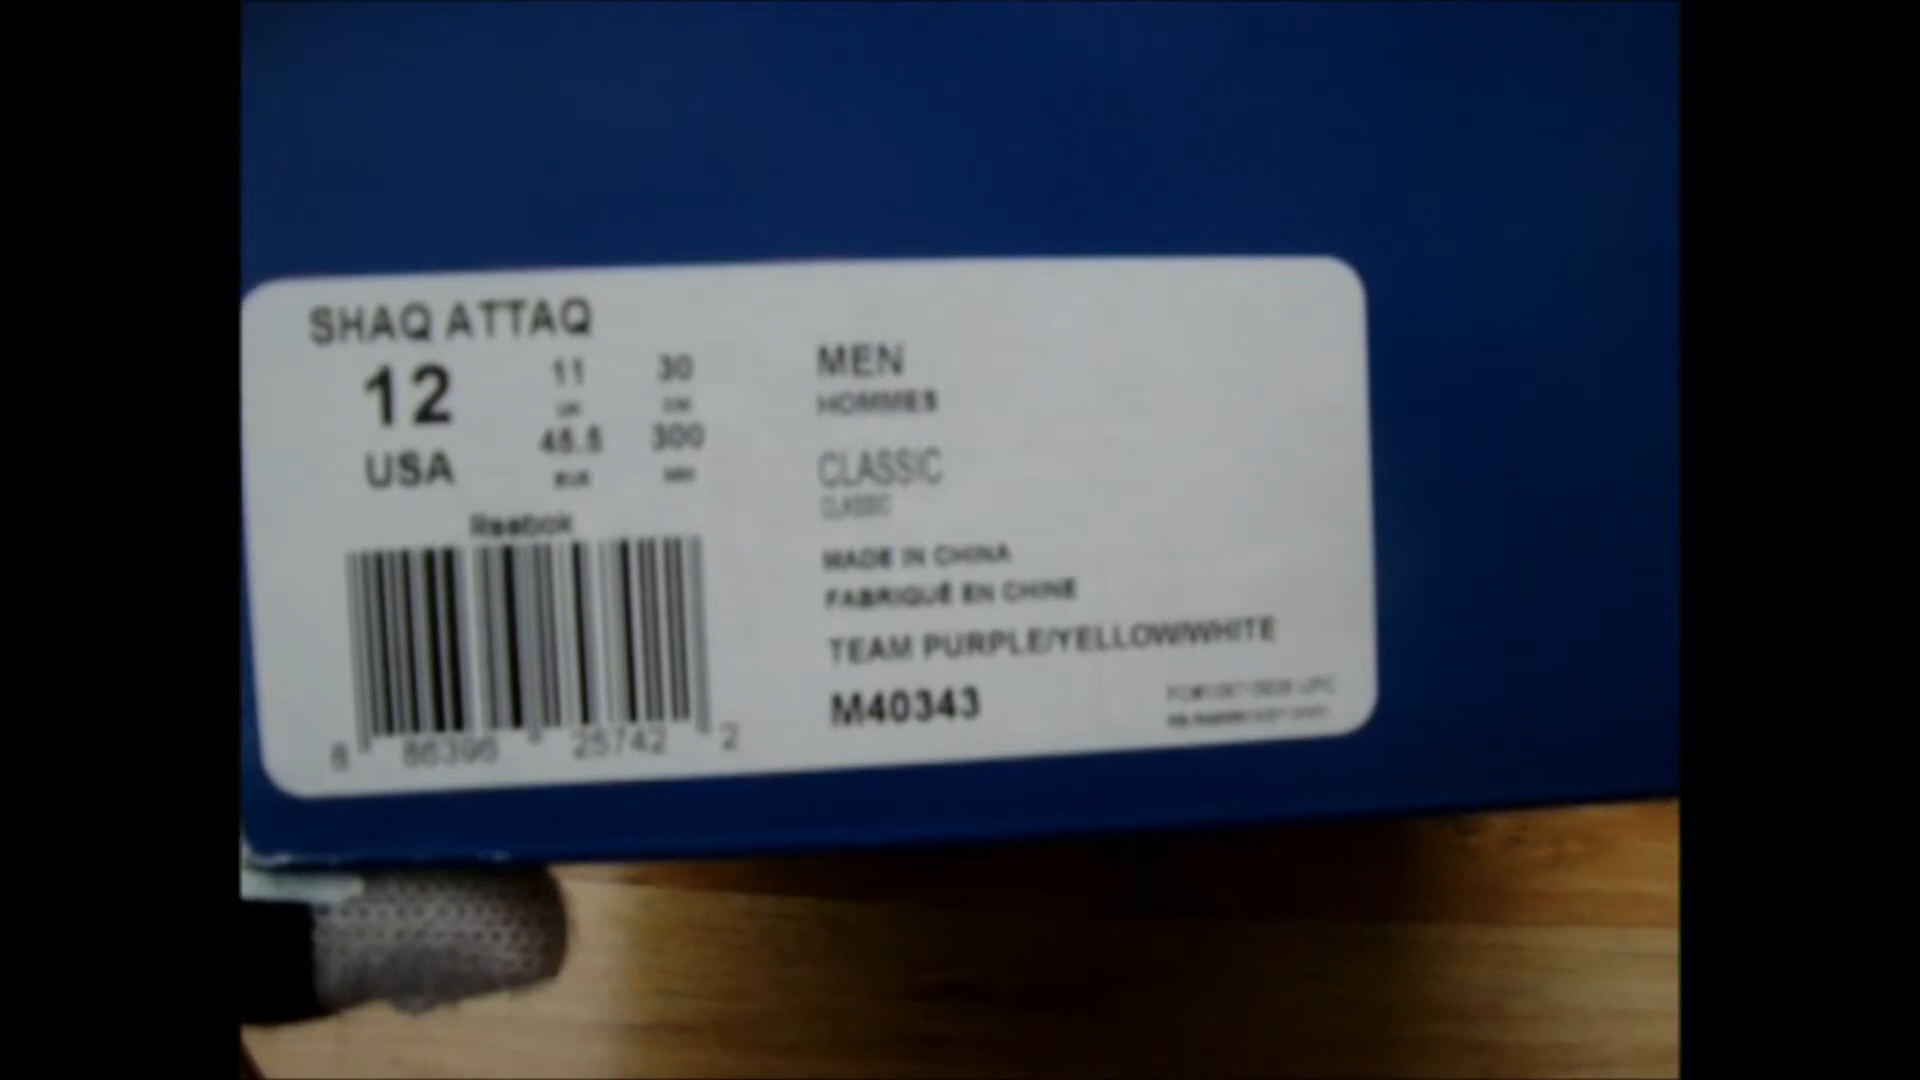 SHAQ ATTAQ
12 11 30
UK CM
45.5 300
USA EUR MM
Reebok
8 86396 25742 2
MEN
HOMMES
CLASSIC
CLASSIC
MADE IN CHINA
FABRIQUÉ EN CHINE
TEAM PURPLE/YELLOW/WHITE
M40343